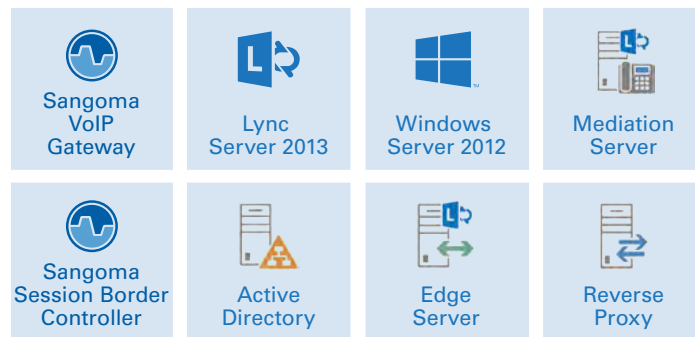 Sangoma
VoIP
Gateway
Lync
Server 2013
Windows
Server 2012
Mediation
Server
Sangoma
Session Border
Controller
Active
Directory
Edge
Server
Reverse
Proxy